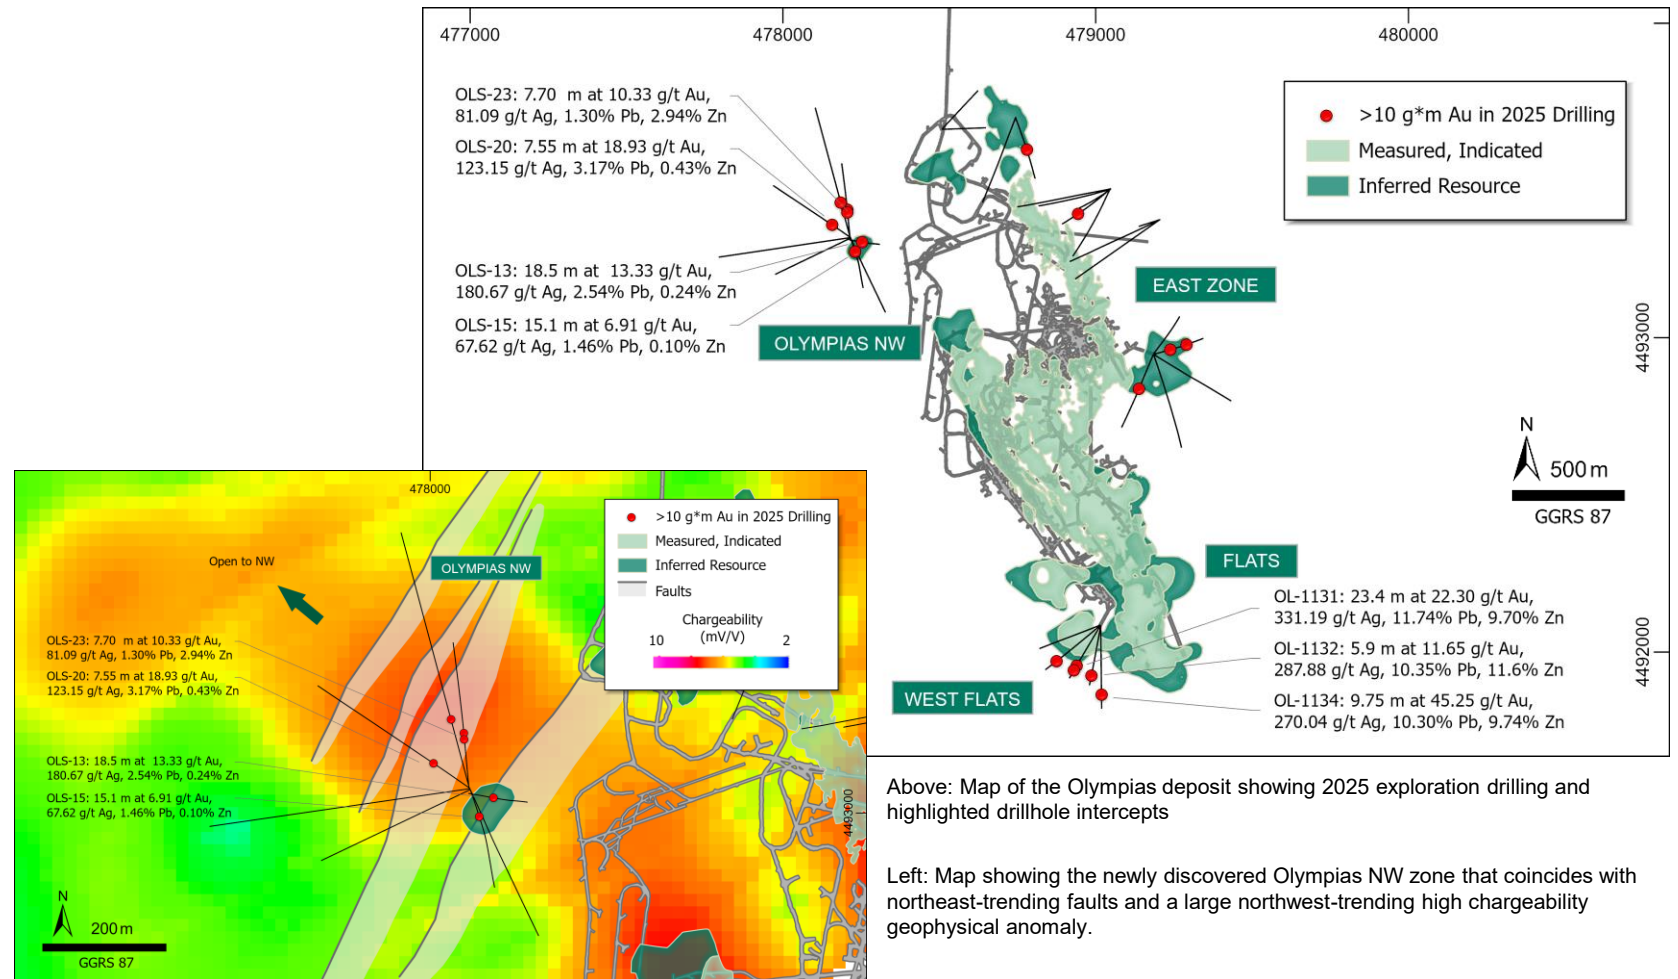 477000
478000
479000
480000
OLS-23: 7.70 m at 10.33 g/t Au,
81.09 g/t Ag, 1.30% Pb, 2.94% Zn
OLS-20: 7.55 m at 18.93 g/t Au,
123.15 g/t Ag, 3.17% Pb, 0.43% Zn
OLS-13: 18.5 m at 13.33 g/t Au,
180.67 g/t Ag, 2.54% Pb, 0.24% Zn
OLS-15: 15.1 m at 6.91 g/t Au,
67.62 g/t Ag, 1.46% Pb, 0.10% Zn
OLYMPIAS NW
>10 g*m Au in 2025 Drilling
Measured, Indicated
Inferred Resource
EAST ZONE
4493000
N
500 m
GGRS 87
FLATS
OL-1131: 23.4 m at 22.30 g/t Au,
331.19 g/t Ag, 11.74% Pb, 9.70% Zn
OL-1132: 5.9 m at 11.65 g/t Au,
287.88 g/t Ag, 10.35% Pb, 11.6% Zn
OL-1134: 9.75 m at 45.25 g/t Au,
270.04 g/t Ag, 10.30% Pb, 9.74% Zn
4492000
WEST FLATS
478000
>10 g*m Au in 2025 Drilling
Measured, Indicated
Inferred Resource
Faults
Chargeability
(mV/V)
10 2
Open to NW
OLYMPIAS NW
OLS-23: 7.70 m at 10.33 g/t Au,
81.09 g/t Ag, 1.30% Pb, 2.94% Zn
OLS-20: 7.55 m at 18.93 g/t Au,
123.15 g/t Ag, 3.17% Pb, 0.43% Zn
OLS-13: 18.5 m at 13.33 g/t Au,
180.67 g/t Ag, 2.54% Pb, 0.24% Zn
OLS-15: 15.1 m at 6.91 g/t Au,
67.62 g/t Ag, 1.46% Pb, 0.10% Zn
4493000
N
200 m
GGRS 87
Above: Map of the Olympias deposit showing 2025 exploration drilling and
highlighted drillhole intercepts
Left: Map showing the newly discovered Olympias NW zone that coincides with
northeast-trending faults and a large northwest-trending high chargeability
geophysical anomaly.